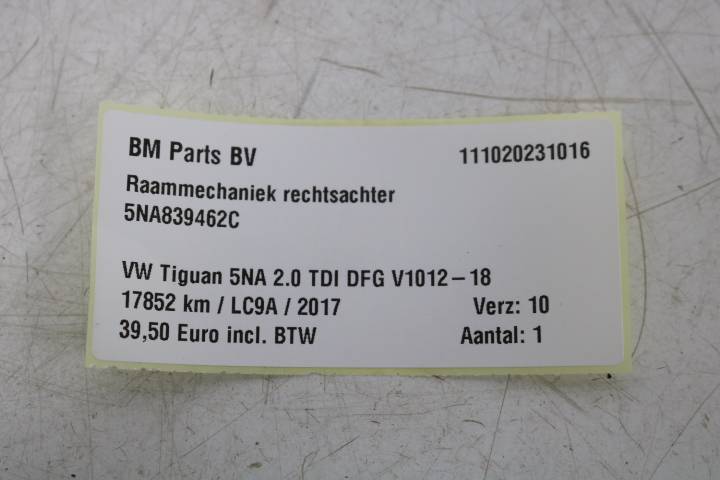 BM Parts BV 111020231016
Raammechaniek rechtsachter
5NA839462C
VW Tiguan 5NA 2.0 TDI DFG V1012-18
17852 km / LC9A / 2017 Verz: 10
39,50 Euro incl. BTW Aantal: 1